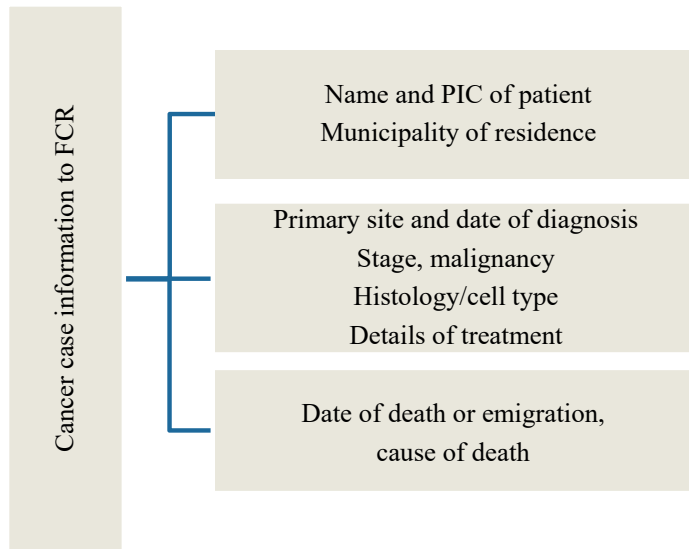 Cancer case information to FCR
Name and PIC of patient
Municipality of residence
Primary site and date of diagnosis
Stage, malignancy
Histology/cell type
Details of treatment
Date of death or emigration,
cause of death